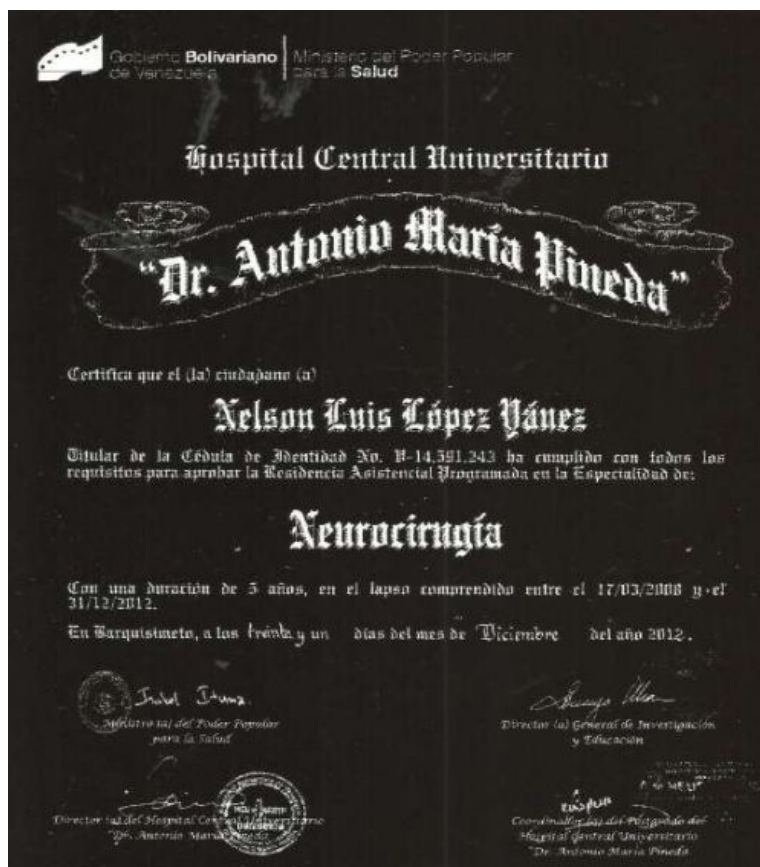 Gobierno Bolivariano
de Venezuela
Ministerio del Poder Popular
para la Salud
Hospital Central Universitario
"Dr. Antonio María Pineda"
Certifica que el (la) ciudadano (a)
Nelson Luis López Yánez
Titular de la Cédula de Identidad No. V-14.591.243 ha cumplido con todos los
requisitos para aprobar la Residencia Asistencial Programada en la Especialidad de:
Neurocirugía
Con una duración de 5 años, en el lapso comprendido entre el 17/03/2008 y el
31/12/2012.
En Barquisimeto, a los treinta y un días del mes de Diciembre del año 2012.
Ministro (a) del Poder Popular
para la Salud
Director (a) General de Investigación
y Educación
Director (a) del Hospital Central Universitario
"Dr. Antonio María Pineda
Coordinador (a) del Postgrado del
Hospital Central Universitario
"Dr. Antonio María Pineda